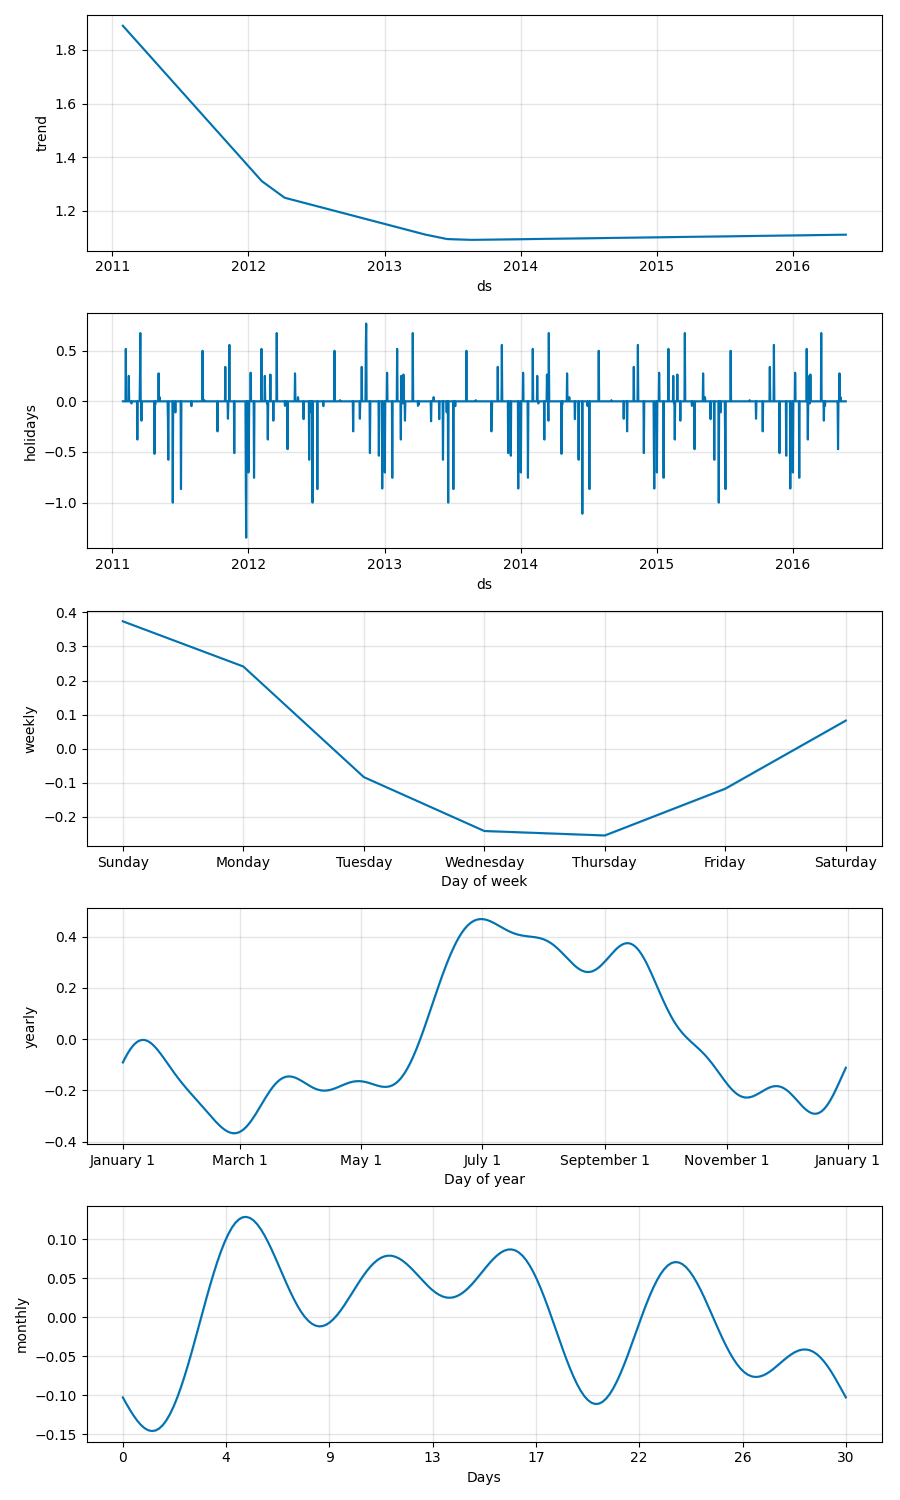 1.8
1.6
1.4
1.2
trend
2011 2012 2013 2014 2015 2016
ds
0.5
0.0
−0.5
−1.0
holidays
2011 2012 2013 2014 2015 2016
ds
0.4
0.3
0.2
0.1
0.0
−0.1
−0.2
weekly
Sunday Monday Tuesday Wednesday Thursday Friday Saturday
Day of week
0.4
0.2
0.0
−0.2
−0.4
yearly
January 1 March 1 May 1 July 1 September 1 November 1 January 1
Day of year
0.10
0.05
0.00
−0.05
−0.10
−0.15
monthly
0 4 9 13 17 22 26 30
Days